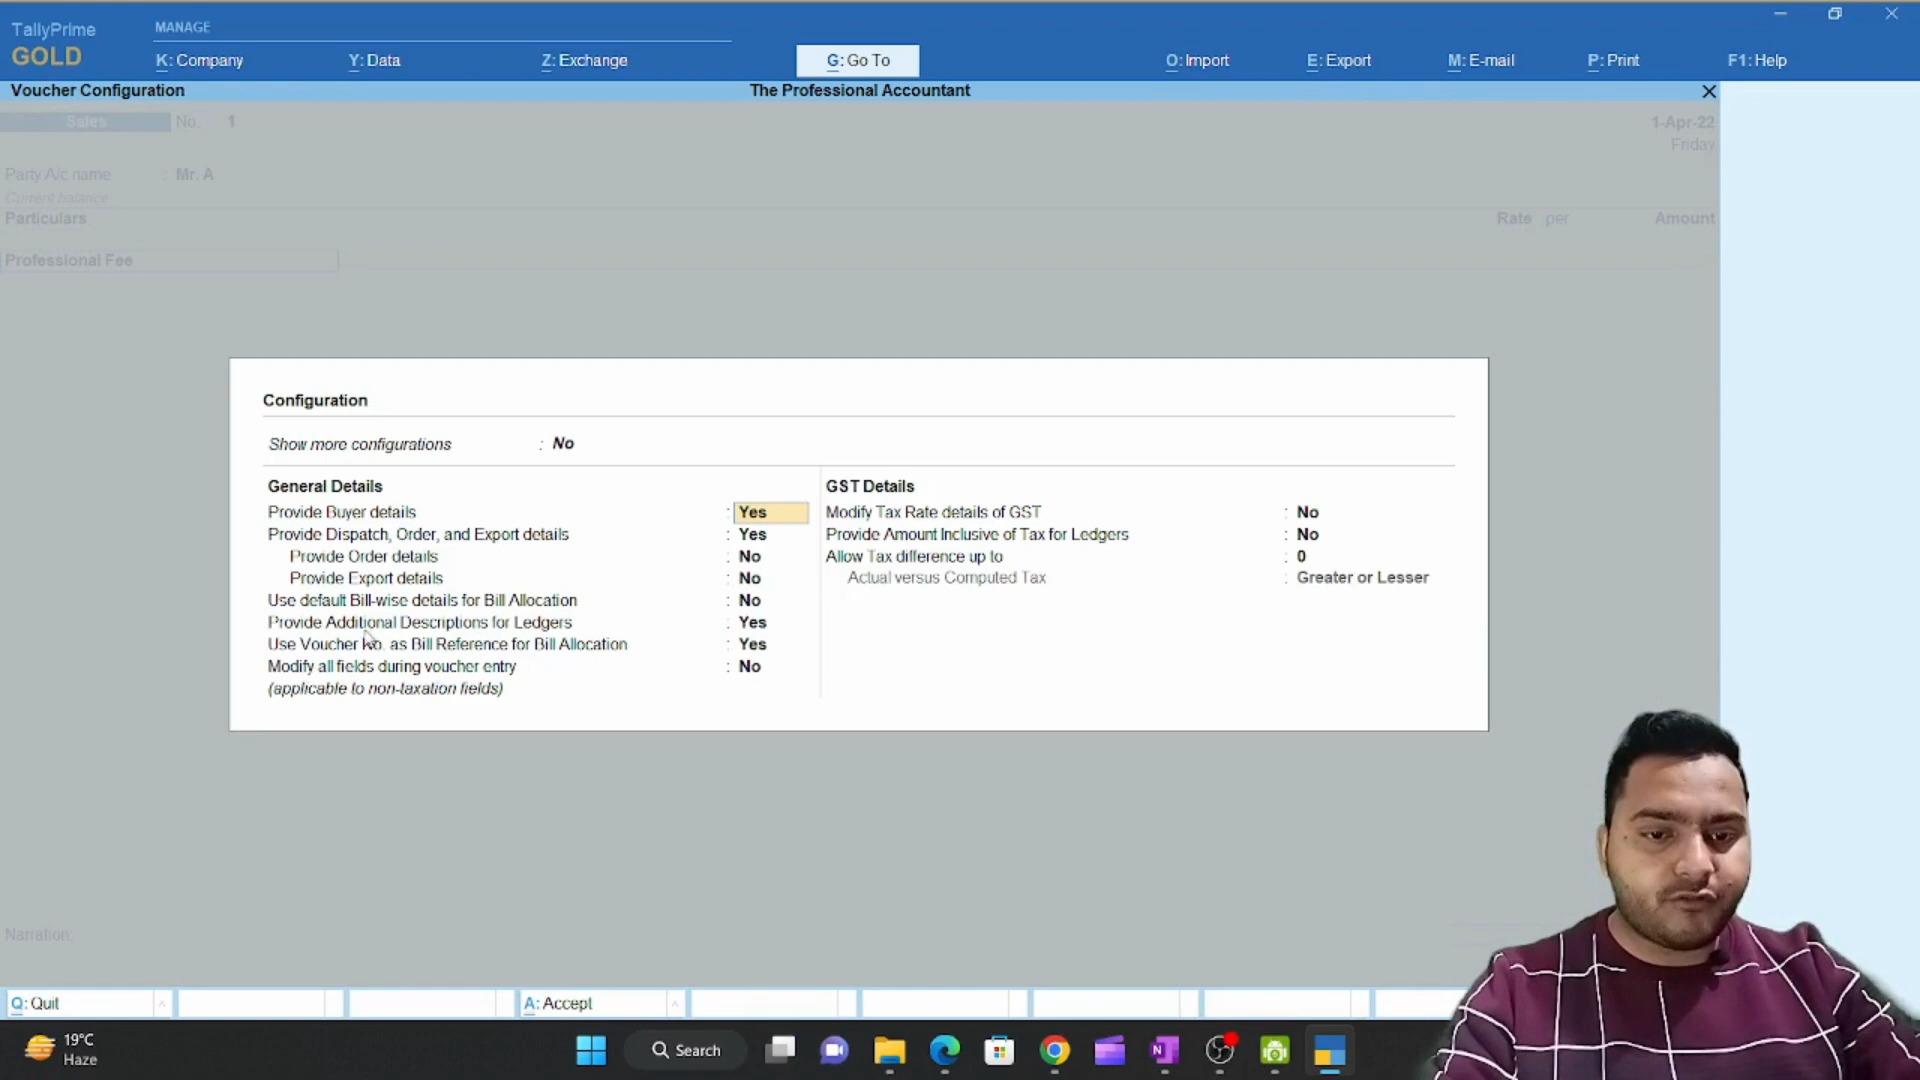 TallyPrime
GOLD
MANAGE
K: Company
Y: Data
Z: Exchange
G: Go To
O: Import
E: Export
M: E-mail
P: Print
F1: Help
Voucher Configuration
The Professional Accountant
Sales No. 1
1-Apr-22
Friday
Party A/c name : Mr. A
Current balance
Particulars
Rate per Amount
Professional Fee
Configuration
Show more configurations : No
General Details
Provide Buyer details : Yes
Provide Dispatch, Order, and Export details : Yes
Provide Order details : No
Provide Export details : No
Use default Bill-wise details for Bill Allocation : No
Provide Additional Descriptions for Ledgers : Yes
Use Voucher No. as Bill Reference for Bill Allocation : Yes
Modify all fields during voucher entry : No
(applicable to non-taxation fields)
GST Details
Modify Tax Rate details of GST : No
Provide Amount Inclusive of Tax for Ledgers : No
Allow Tax difference up to : 0
Actual versus Computed Tax : Greater or Lesser
Narration:
Q: Quit
A: Accept
19°C
Haze
Search